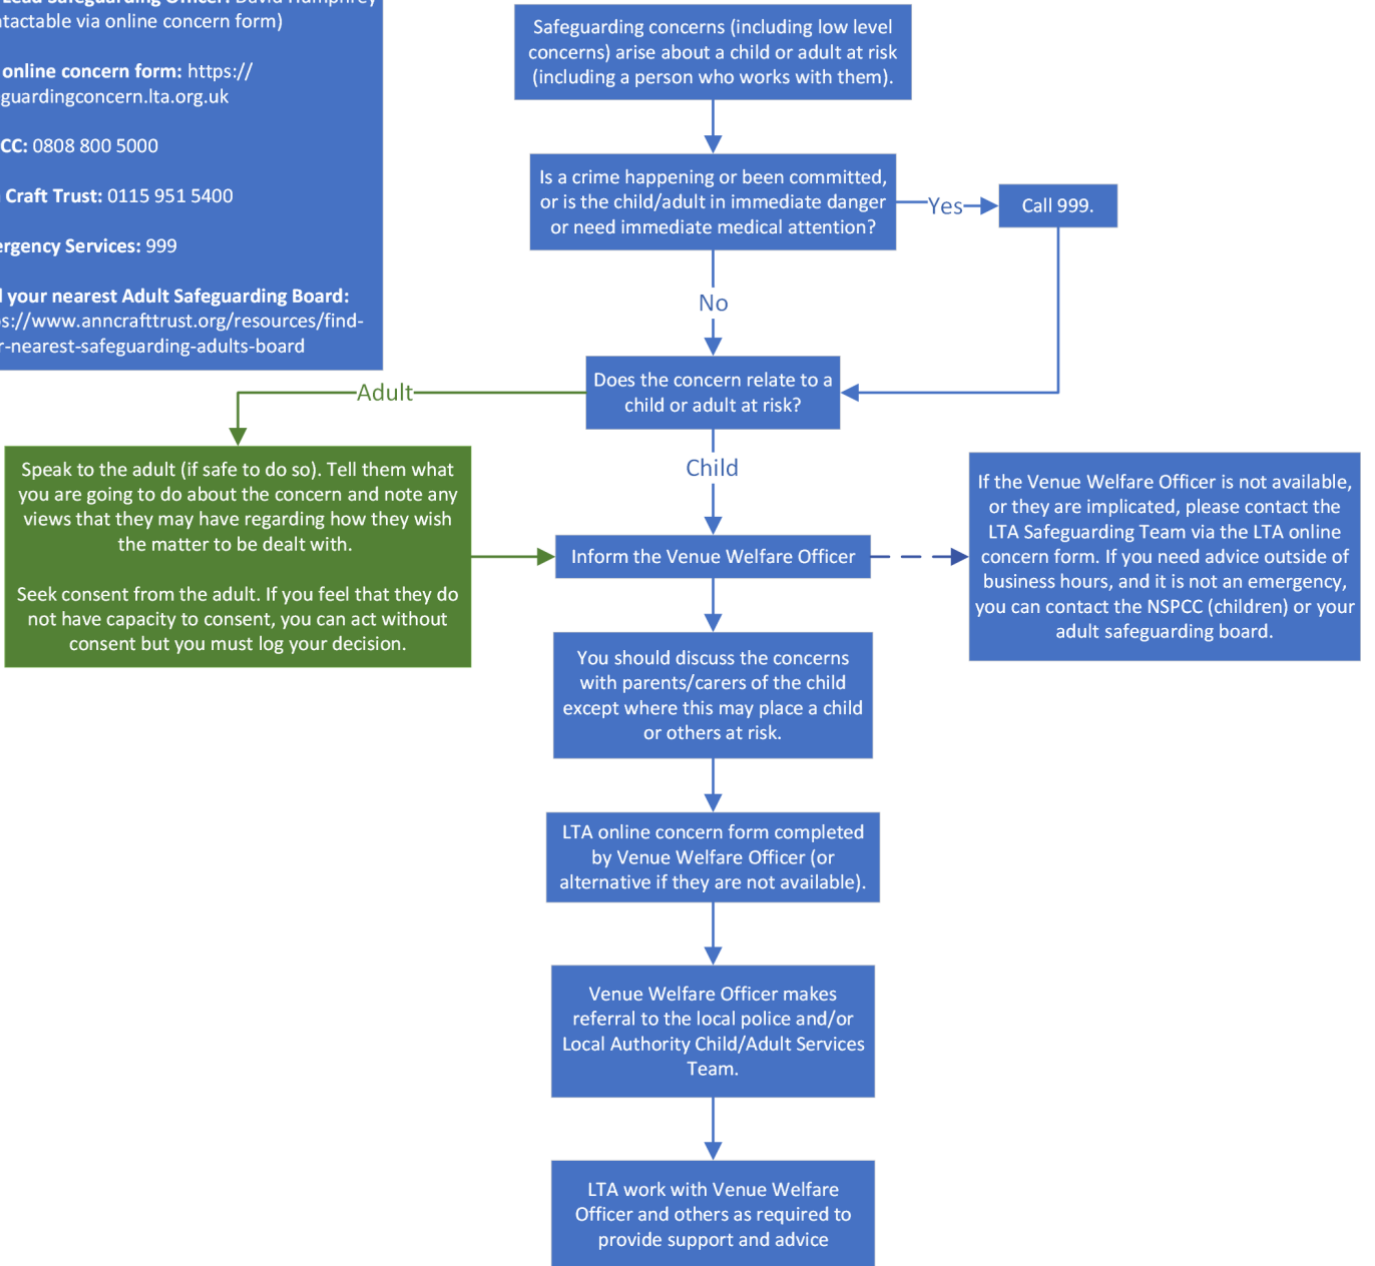 Lead Safeguarding Officer: David Humphrey
ntactable via online concern form)
online concern form: https://
guardingconcern.lta.org.uk
CC: 0808 800 5000
Craft Trust: 0115 951 5400
ergency Services: 999
l your nearest Adult Safeguarding Board:
s://www.anncrafttrust.org/resources/find-
r-nearest-safeguarding-adults-board
Safeguarding concerns (including low level
concerns) arise about a child or adult at risk
(including a person who works with them).
Is a crime happening or been committed,
or is the child/adult in immediate danger
or need immediate medical attention?
Yes
Call 999.
No
Does the concern relate to a
child or adult at risk?
Adult
Child
Speak to the adult (if safe to do so). Tell them what
you are going to do about the concern and note any
views that they may have regarding how they wish
the matter to be dealt with.
Seek consent from the adult. If you feel that they do
not have capacity to consent, you can act without
consent but you must log your decision.
Inform the Venue Welfare Officer
If the Venue Welfare Officer is not available,
or they are implicated, please contact the
LTA Safeguarding Team via the LTA online
concern form. If you need advice outside of
business hours, and it is not an emergency,
you can contact the NSPCC (children) or your
adult safeguarding board.
You should discuss the concerns
with parents/carers of the child
except where this may place a child
or others at risk.
LTA online concern form completed
by Venue Welfare Officer (or
alternative if they are not available).
Venue Welfare Officer makes
referral to the local police and/or
Local Authority Child/Adult Services
Team.
LTA work with Venue Welfare
Officer and others as required to
provide support and advice